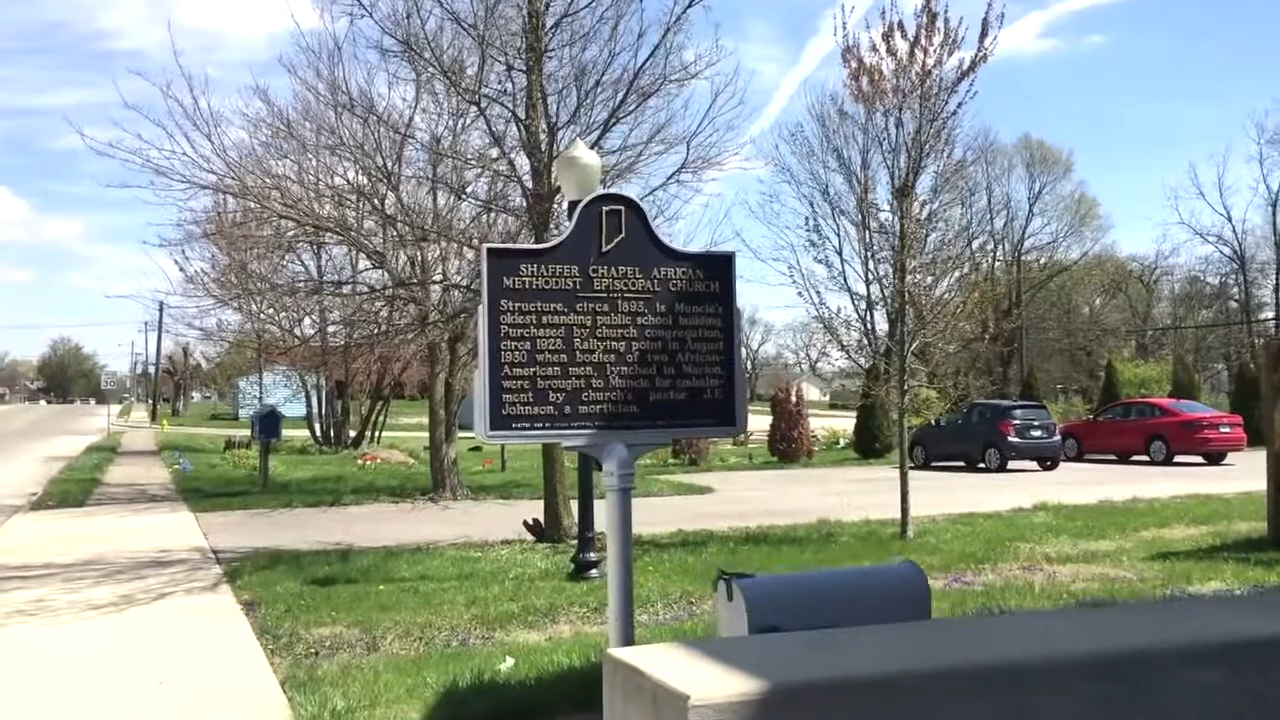 SHAFFER CHAPEL AFRICAN
METHODIST EPISCOPAL CHURCH
Structure, circa 1893, is Muncie's
oldest standing public school building.
Purchased by church congregation,
circa 1928. Rallying point in August
1930 when bodies of two African-
American men, lynched in Marion,
were brought to Muncie for embalm-
ment by church's pastor J.E.
Johnson, a mortician.
30